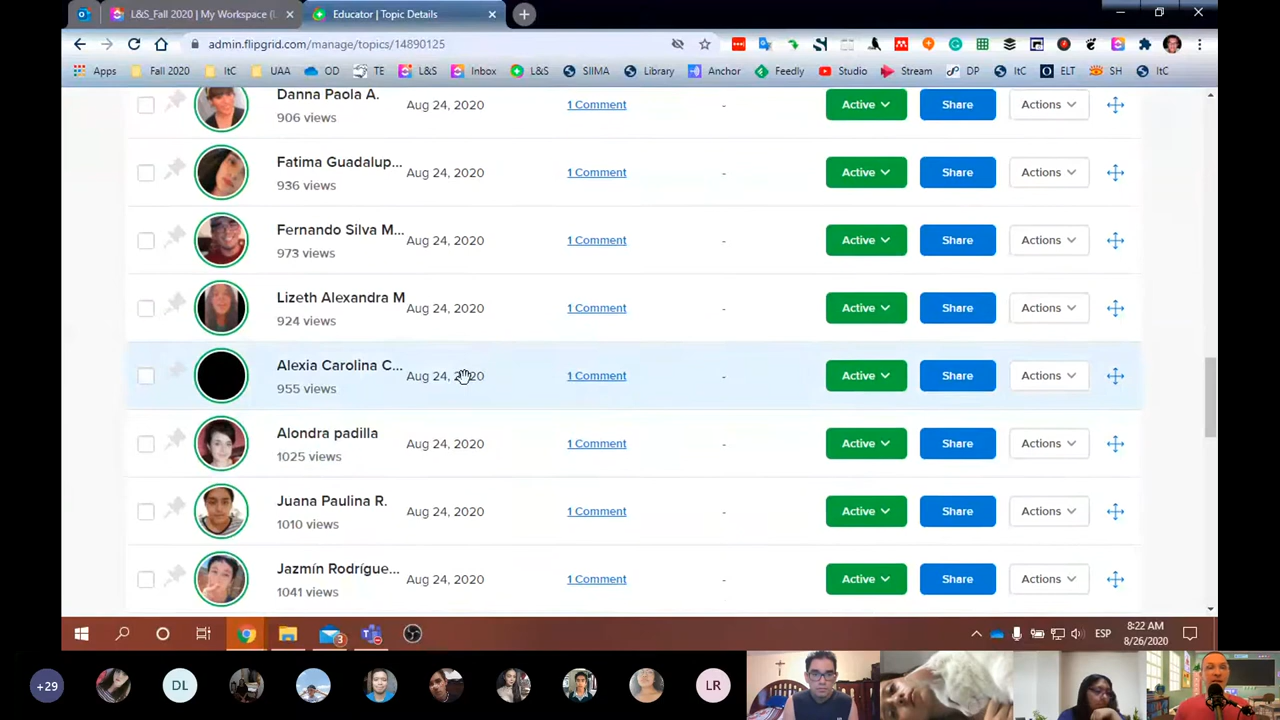 L&S_Fall 2020 | My Workspace (L
Educator | Topic Details
admin.flipgrid.com/manage/topics/14890125
Apps
Fall 2020
ItC
UAA
OD
TE
L&S
Inbox
L&S
SIIMA
Library
Anchor
Feedly
Studio
Stream
DP
ItC
ELT
SH
ItC
Danna Paola A.
906 views
Aug 24, 2020
1 Comment
-
Active
Share
Actions
Fatima Guadalup...
936 views
Aug 24, 2020
1 Comment
-
Active
Share
Actions
Fernando Silva M...
973 views
Aug 24, 2020
1 Comment
-
Active
Share
Actions
Lizeth Alexandra M
924 views
Aug 24, 2020
1 Comment
-
Active
Share
Actions
Alexia Carolina C...
955 views
Aug 24, 2020
1 Comment
-
Active
Share
Actions
Alondra padilla
1025 views
Aug 24, 2020
1 Comment
-
Active
Share
Actions
Juana Paulina R.
1010 views
Aug 24, 2020
1 Comment
-
Active
Share
Actions
Jazmín Rodrígue...
1041 views
Aug 24, 2020
1 Comment
-
Active
Share
Actions
3
ESP
8:22 AM
8/26/2020
+29
DL
LR